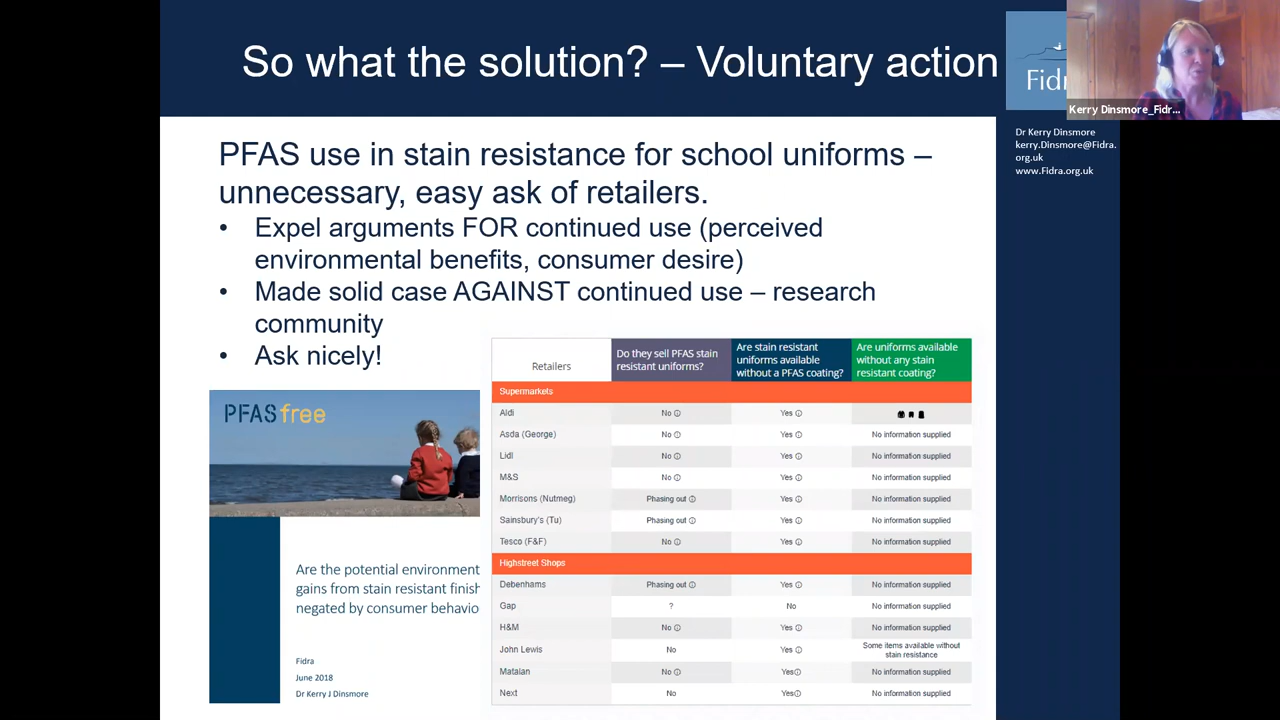 So what the solution? – Voluntary action
Fid
Kerry Dinsmore_Fidr...
Dr Kerry Dinsmore
kerry.Dinsmore@Fidra.
org.uk
www.Fidra.org.uk
PFAS use in stain resistance for school uniforms –
unnecessary, easy ask of retailers.
• Expel arguments FOR continued use (perceived
environmental benefits, consumer desire)
• Made solid case AGAINST continued use – research
community
• Ask nicely!
PFAS free
Are the potential environment
gains from stain resistant finish
negated by consumer behavio
Fidra
June 2018
Dr Kerry J Dinsmore
Retailers
Do they sell PFAS stain
resistant uniforms?
Are stain resistant
uniforms available
without a PFAS coating?
Are uniforms available
without any stain
resistant coating?
Supermarkets
Aldi No Yes
Asda (George) No Yes No information supplied
Lidl No Yes No information supplied
M&S No Yes No information supplied
Morrisons (Nutmeg) Phasing out Yes No information supplied
Sainsbury's (Tu) Phasing out Yes No information supplied
Tesco (F&F) No Yes No information supplied
Highstreet Shops
Debenhams Phasing out Yes No information supplied
Gap ? No No information supplied
H&M No Yes No information supplied
John Lewis No Yes Some items available without
stain resistance
Matalan No Yes No information supplied
Next No Yes No information supplied